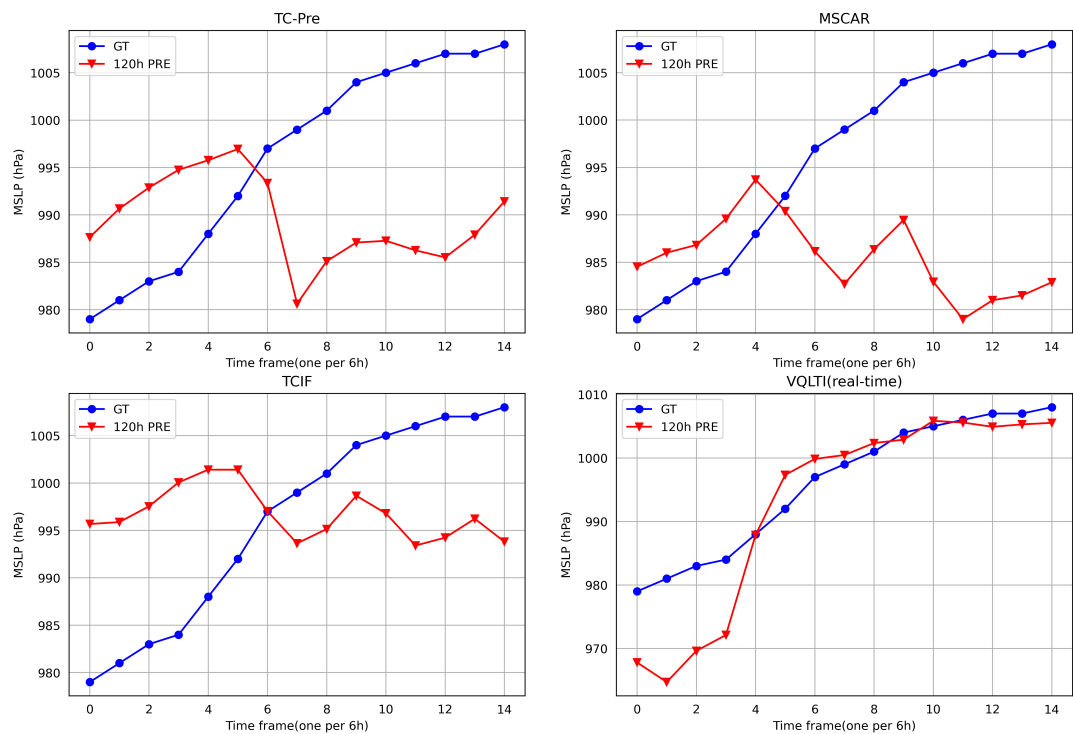 TC-Pre
GT
120h PRE
MSLP (hPa)
1005
1000
995
990
985
980
0 2 4 6 8 10 12 14
Time frame(one per 6h)
MSCAR
GT
120h PRE
MSLP (hPa)
1005
1000
995
990
985
980
0 2 4 6 8 10 12 14
Time frame(one per 6h)
TCIF
GT
120h PRE
MSLP (hPa)
1005
1000
995
990
985
980
0 2 4 6 8 10 12 14
Time frame(one per 6h)
VQLTI(real-time)
GT
120h PRE
MSLP (hPa)
1010
1000
990
980
970
0 2 4 6 8 10 12 14
Time frame(one per 6h)